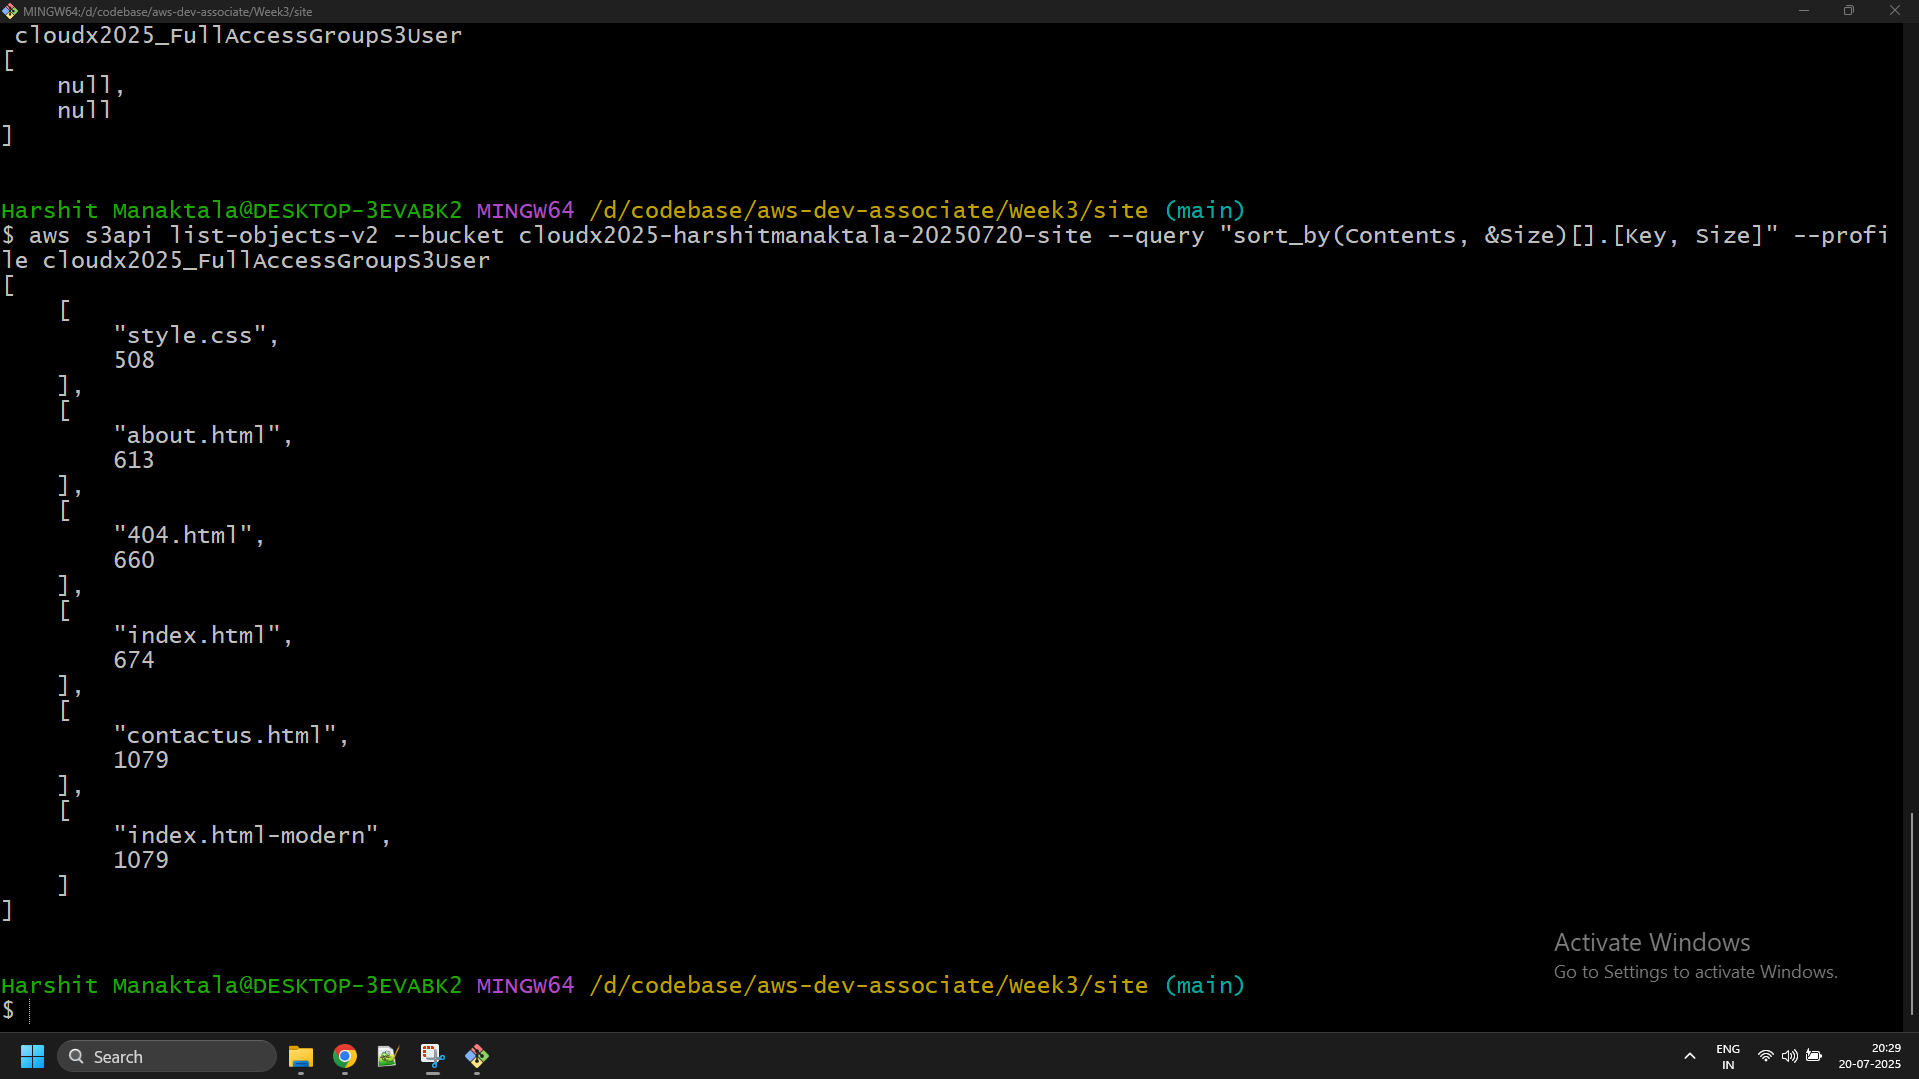 MINGW64:/d/codebase/aws-dev-associate/Week3/site
cloudx2025_FullAccessGroupS3User
[
null,
null
]
Harshit Manaktala@DESKTOP-3EVABK2 MINGW64 /d/codebase/aws-dev-associate/Week3/site (main)
$ aws s3api list-objects-v2 --bucket cloudx2025-harshitmanaktala-20250720-site --query "sort_by(Contents, &Size)[].[Key, Size]" --profi
le cloudx2025_FullAccessGroupS3User
[
[
"style.css",
508
],
[
"about.html",
613
],
[
"404.html",
660
],
[
"index.html",
674
],
[
"contactus.html",
1079
],
[
"index.html-modern",
1079
]
]
Activate Windows
Go to Settings to activate Windows.
Harshit Manaktala@DESKTOP-3EVABK2 MINGW64 /d/codebase/aws-dev-associate/Week3/site (main)
$
Search
ENG
IN
20:29
20-07-2025